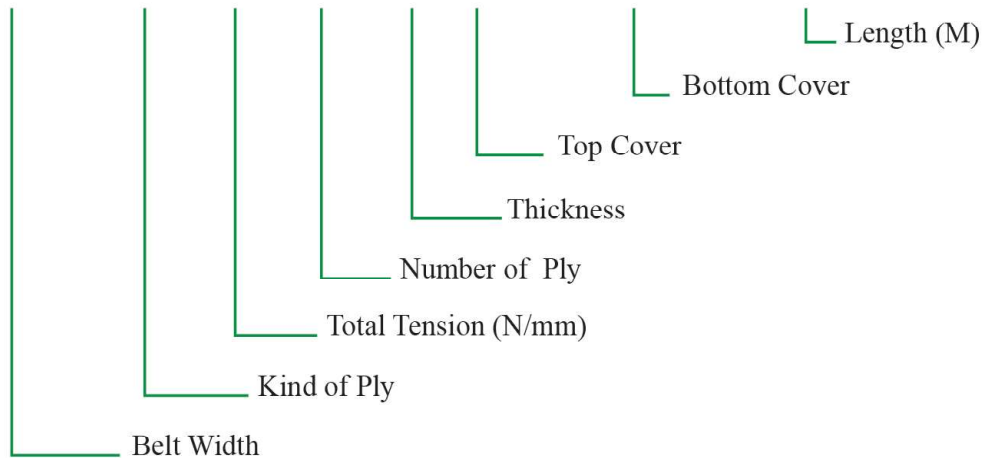 Length (M)
Bottom Cover
Top Cover
Thickness
Number of Ply
Total Tension (N/mm)
Kind of Ply
Belt Width